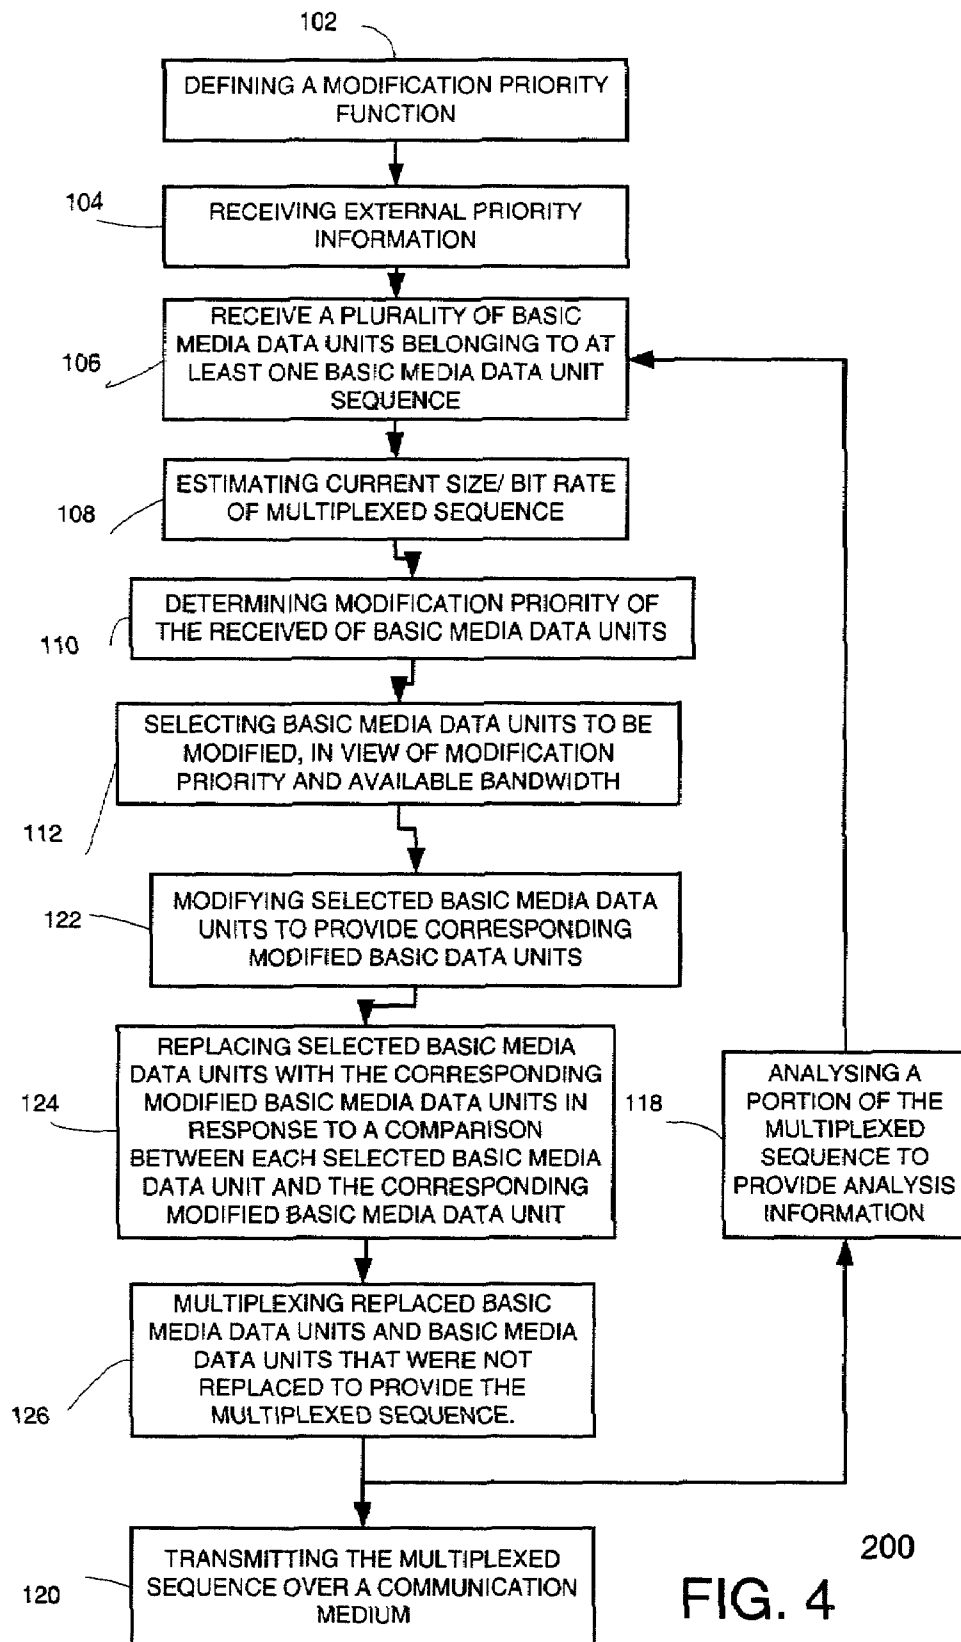 102
DEFINING A MODIFICATION PRIORITY
FUNCTION
104
RECEIVING EXTERNAL PRIORITY
INFORMATION
106
RECEIVE A PLURALITY OF BASIC
MEDIA DATA UNITS BELONGING TO AT
LEAST ONE BASIC MEDIA DATA UNIT
SEQUENCE
108
ESTIMATING CURRENT SIZE/ BIT RATE
OF MULTIPLEXED SEQUENCE
110
DETERMINING MODIFICATION PRIORITY OF
THE RECEIVED OF BASIC MEDIA DATA UNITS
112
SELECTING BASIC MEDIA DATA UNITS TO BE
MODIFIED, IN VIEW OF MODIFICATION
PRIORITY AND AVAILABLE BANDWIDTH
122
MODIFYING SELECTED BASIC MEDIA DATA
UNITS TO PROVIDE CORRESPONDING
MODIFIED BASIC DATA UNITS
124
REPLACING SELECTED BASIC MEDIA
DATA UNITS WITH THE CORRESPONDING
MODIFIED BASIC MEDIA DATA UNITS IN
RESPONSE TO A COMPARISON
BETWEEN EACH SELECTED BASIC MEDIA
DATA UNIT AND THE CORRESPONDING
MODIFIED BASIC MEDIA DATA UNIT
118
ANALYSING A
PORTION OF THE
MULTIPLEXED
SEQUENCE TO
PROVIDE ANALYSIS
INFORMATION
126
MULTIPLEXING REPLACED BASIC
MEDIA DATA UNITS AND BASIC MEDIA
DATA UNITS THAT WERE NOT
REPLACED TO PROVIDE THE
MULTIPLEXED SEQUENCE.
120
TRANSMITTING THE MULTIPLEXED
SEQUENCE OVER A COMMUNICATION
MEDIUM
200
FIG. 4